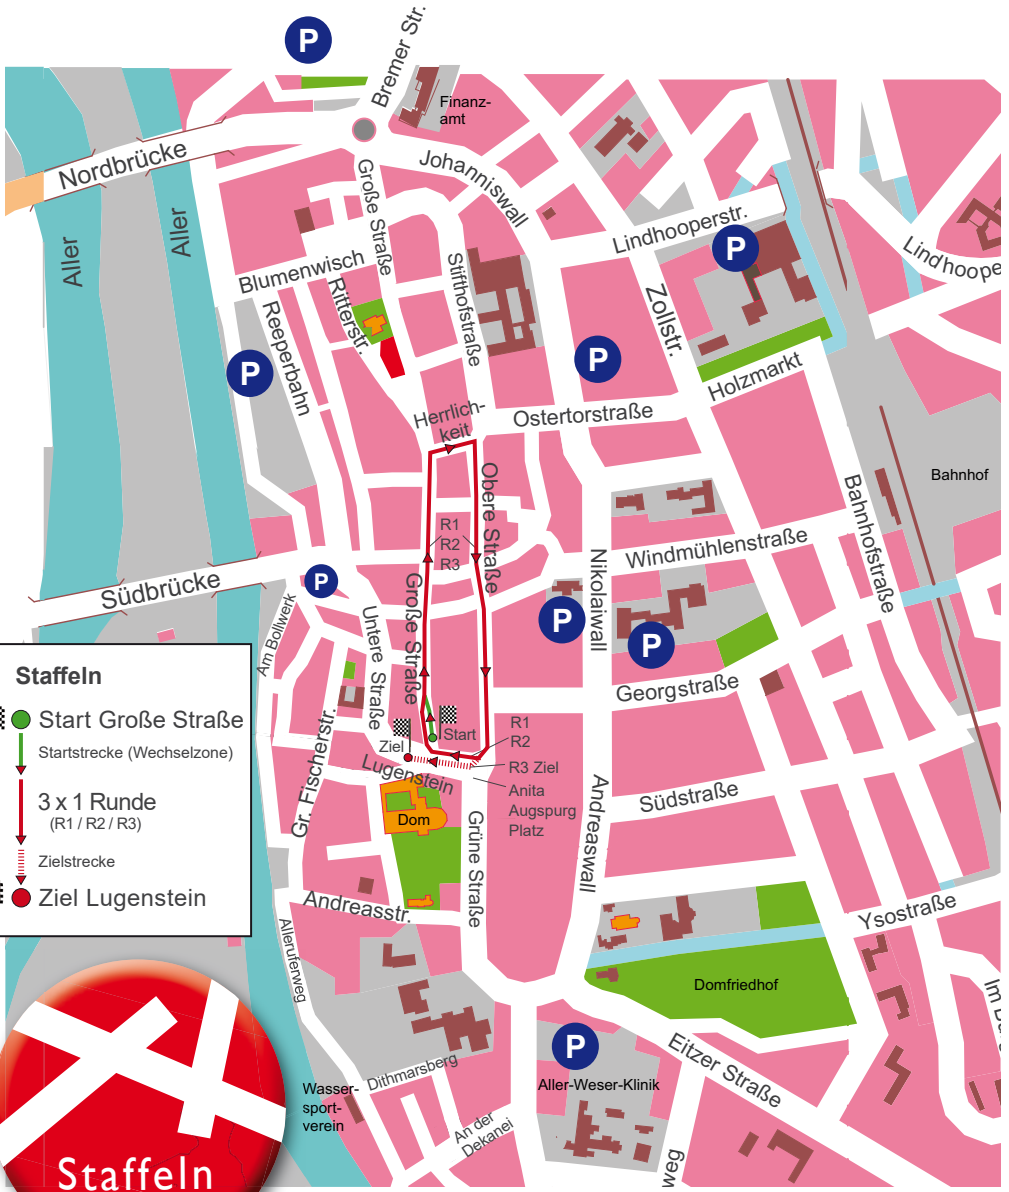 P
Bremer Str.
Finanz-
amt
Nordbrücke
Johanniswall
Große Straße
Aller
Aller
Lindhooperstr.
P
Lindhoope
Blumenwisch
Ritterstr.
Stifthofstraße
Zollstr.
Reeperbahn
P
P
Holzmarkt
Herrlich-
keit
Ostertorstraße
Bahnhof
Obere Straße
Bahnhofstraße
R1
R2
R3
Windmühlenstraße
Nikolaiwall
Südbrücke
P
Große Straße
Am Bollwerk
Untere Straße
P
P
Georgstraße
Staffeln
Start Große Straße
Startstrecke (Wechselzone)
3 x 1 Runde
(R1 / R2 / R3)
Zielstrecke
Ziel Lugenstein
Gr. Fischerstr.
Ziel
Start
R1
R2
R3 Ziel
Anita
Augspurg
Platz
Lugenstein
Dom
Südstraße
Andreaswall
Grüne Straße
Andreasstr.
Ysostraße
Alleruferweg
Domfriedhof
P
Eitzer Straße
Aller-Weser-Klinik
Dithmarsberg
Wasser-
sport-
verein
An der
Dekanei
weg
Staffeln